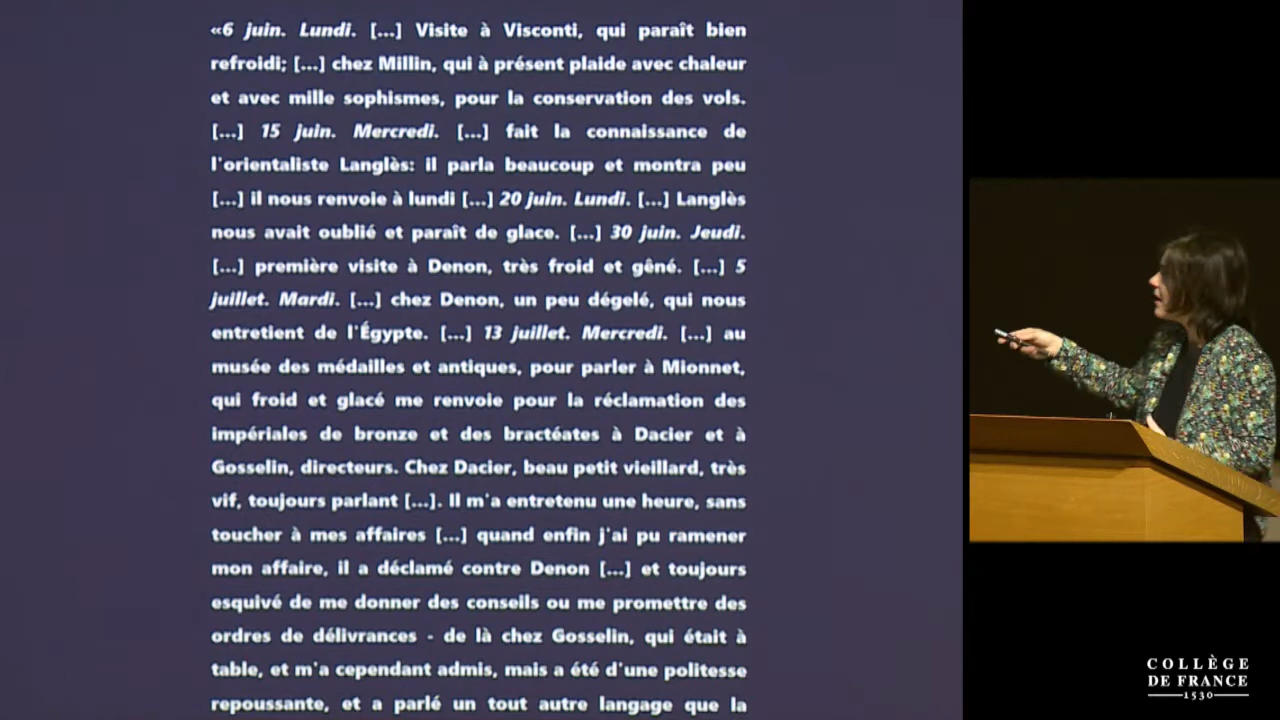 «6 juin. Lundi. [...] Visite à Visconti, qui paraît bien
refroidi; [...] chez Millin, qui à présent plaide avec chaleur
et avec mille sophismes, pour la conservation des vols.
[...] 15 juin. Mercredi. [...] fait la connaissance de
l'orientaliste Langlès: il parla beaucoup et montra peu
[...] il nous renvoie à lundi [...] 20 juin. Lundi. [...] Langlès
nous avait oublié et paraît de glace. [...] 30 juin. Jeudi.
[...] première visite à Denon, très froid et gêné. [...] 5
juillet. Mardi. [...] chez Denon, un peu dégelé, qui nous
entretient de l'Égypte. [...] 13 juillet. Mercredi. [...] au
musée des médailles et antiques, pour parler à Mionnet,
qui froid et glacé me renvoie pour la réclamation des
impériales de bronze et des bractéates à Dacier et à
Gosselin, directeurs. Chez Dacier, beau petit vieillard, très
vif, toujours parlant [...]. Il m'a entretenu une heure, sans
toucher à mes affaires [...] quand enfin j'ai pu ramener
mon affaire, il a déclamé contre Denon [...] et toujours
esquivé de me donner des conseils ou me promettre des
ordres de délivrances - de là chez Gosselin, qui était à
table, et m'a cependant admis, mais a été d'une politesse
repoussante, et a parlé un tout autre langage que la
COLLÈGE
DE FRANCE
1530